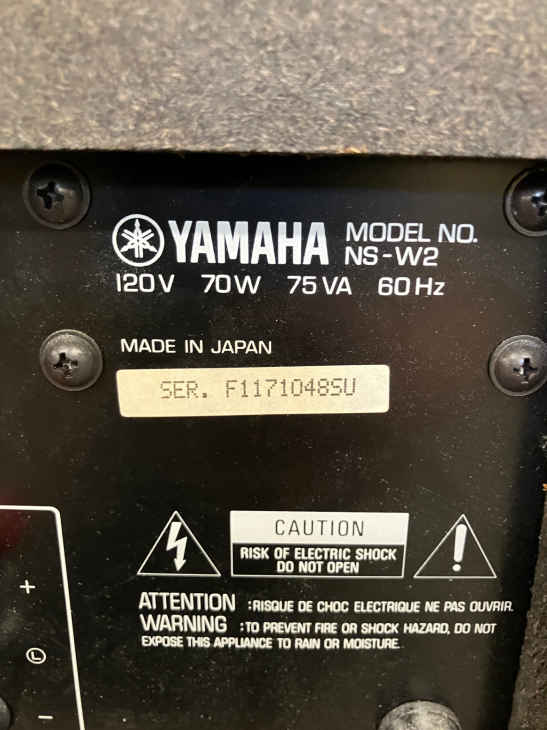 YAMAHA MODEL NO. NS-W2
120V 70W 75VA 60Hz
MADE IN JAPAN
SER. F1171048SU
CAUTION
RISK OF ELECTRIC SHOCK
DO NOT OPEN
ATTENTION :RISQUE DE CHOC ELECTRIQUE NE PAS OUVRIR.
WARNING :TO PREVENT FIRE OR SHOCK HAZARD, DO NOT
EXPOSE THIS APPLIANCE TO RAIN OR MOISTURE.
+
L
−